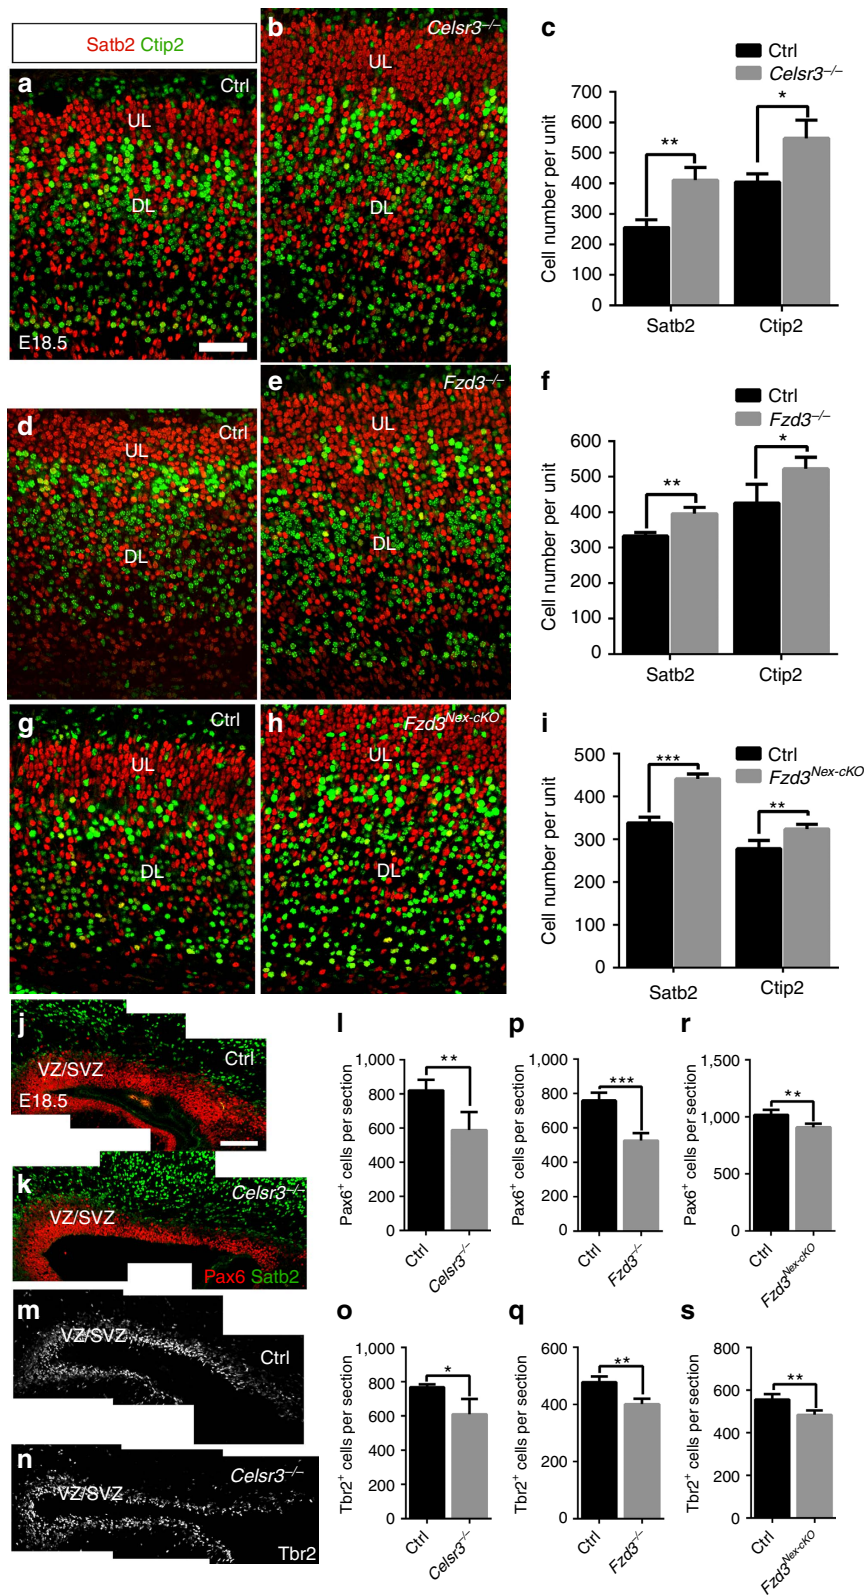 Satb2 Ctip2
a
Ctrl
UL
DL
E18.5
b
Celsr3–/–
UL
DL
c
Ctrl
Celsr3–/–
Cell number per unit
700
600
500
400
300
200
100
0
**
*
Satb2
Ctip2
d
Ctrl
UL
DL
e
Fzd3–/–
UL
DL
f
Ctrl
Fzd3–/–
Cell number per unit
600
500
400
300
200
100
0
**
*
Satb2
Ctip2
g
Ctrl
UL
DL
h
Fzd3Nex-cKO
UL
DL
i
Ctrl
Fzd3Nex-cKO
Cell number per unit
500
400
300
200
100
0
***
**
Satb2
Ctip2
j
Ctrl
VZ/SVZ
E18.5
k
Celsr3–/–
VZ/SVZ
Pax6 Satb2
l
Pax6+ cells per section
1,000
800
600
400
200
0
**
Ctrl
Celsr3–/–
p
Pax6+ cells per section
1,000
800
600
400
200
0
***
Ctrl
Fzd3–/–
r
Pax6+ cells per section
1,500
1,000
500
0
**
Ctrl
Fzd3Nex-cKO
m
VZ/SVZ
Ctrl
n
Celsr3–/–
VZ/SVZ
Tbr2
o
Tbr2+ cells per section
1,000
800
600
400
200
0
*
Ctrl
Celsr3–/–
q
Tbr2+ cells per section
600
400
200
0
**
Ctrl
Fzd3–/–
s
Tbr2+ cells per section
800
600
400
200
0
**
Ctrl
Fzd3Nex-cKO